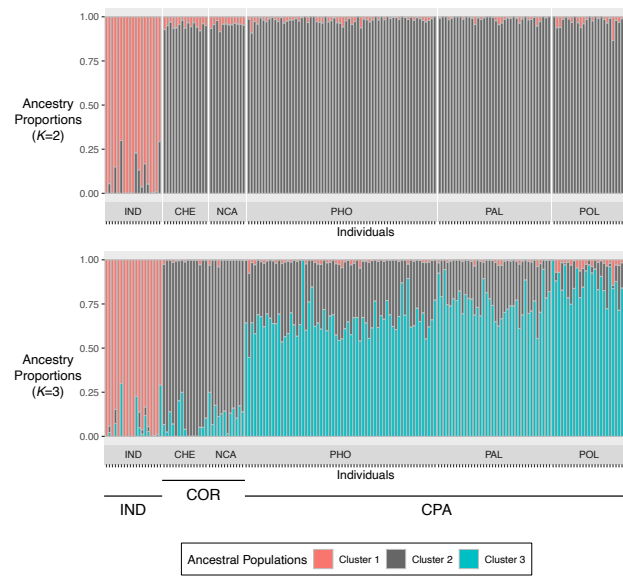 1.00
0.75
0.50
0.25
0.00
Ancestry
Proportions
(K=2)
IND CHE NCA PHO PAL POL
Individuals
1.00
0.75
0.50
0.25
0.00
Ancestry
Proportions
(K=3)
IND CHE NCA PHO PAL POL
Individuals
IND COR CPA
Ancestral Populations Cluster 1 Cluster 2 Cluster 3